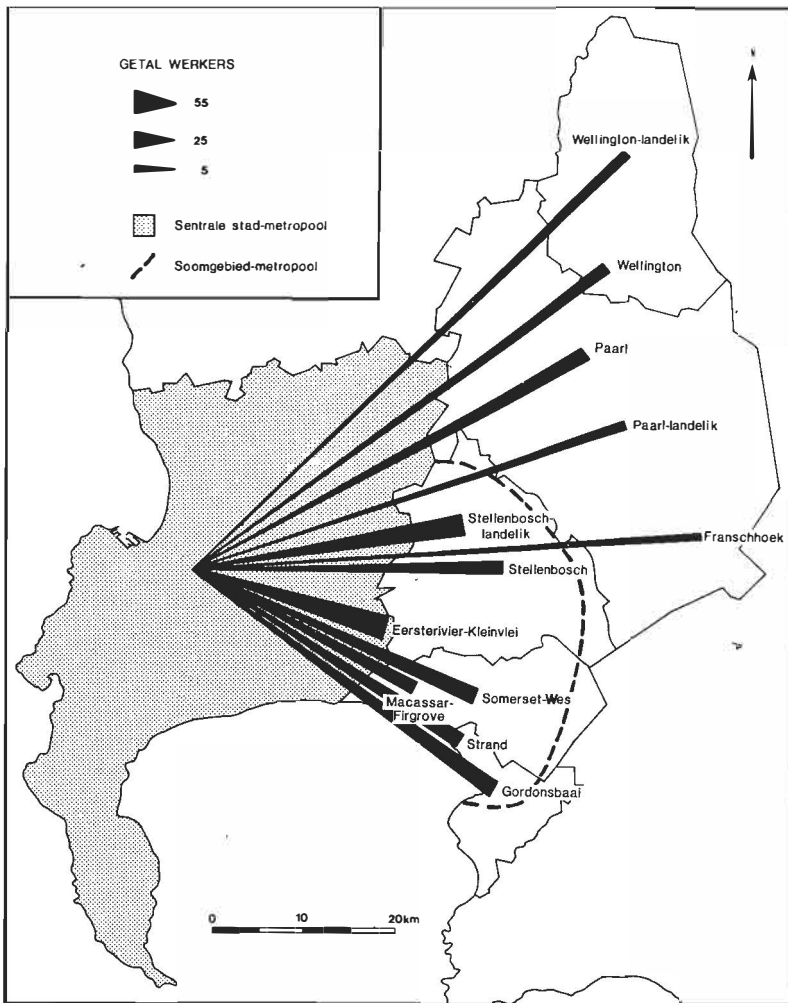 GETAL WERKERS
55
25
5
Sentrale stad-metropool
Soomgebied-metropool
N
Wellington-landelik
Wellington
Paarl
Paarl-landelik
Stellenbosch-
landelik
Franschhoek
Stellenbosch
Eersterivier-Kleinvlei
Somerset-Wes
Macassar-
Firgrove
Strand
Gordonsbaai
0 10 20km